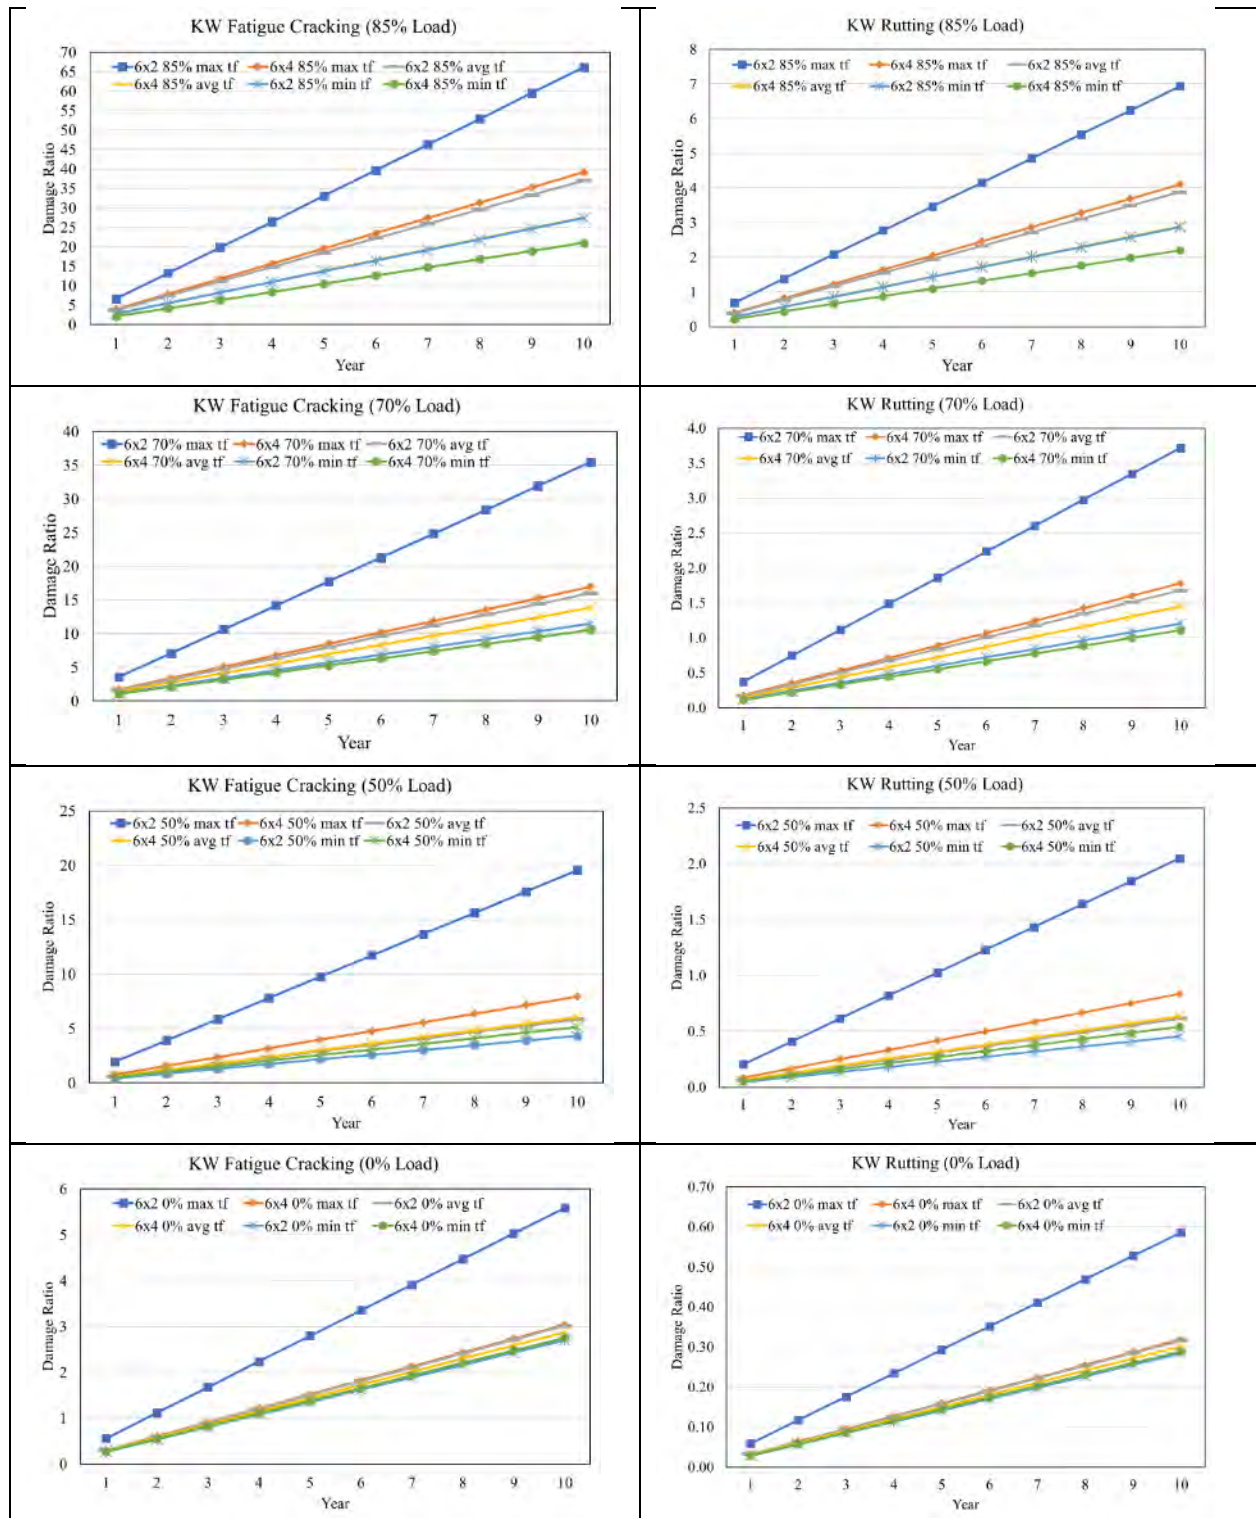 KW Fatigue Cracking (85% Load)
6x2 85% max tf 6x4 85% max tf 6x2 85% avg tf
6x4 85% avg tf 6x2 85% min tf 6x4 85% min tf
70
65
60
55
50
45
40
35
30
25
20
15
10
5
0
Damage Ratio
1 2 3 4 5 6 7 8 9 10
Year
KW Rutting (85% Load)
6x2 85% max tf 6x4 85% max tf 6x2 85% avg tf
6x4 85% avg tf 6x2 85% min tf 6x4 85% min tf
8
7
6
5
4
3
2
1
0
Damage Ratio
1 2 3 4 5 6 7 8 9 10
Year
KW Fatigue Cracking (70% Load)
6x2 70% max tf 6x4 70% max tf 6x2 70% avg tf
6x4 70% avg tf 6x2 70% min tf 6x4 70% min tf
40
35
30
25
20
15
10
5
0
Damage Ratio
1 2 3 4 5 6 7 8 9 10
Year
KW Rutting (70% Load)
6x2 70% max tf 6x4 70% max tf 6x2 70% avg tf
6x4 70% avg tf 6x2 70% min tf 6x4 70% min tf
4.0
3.5
3.0
2.5
2.0
1.5
1.0
0.5
0.0
Damage Ratio
1 2 3 4 5 6 7 8 9 10
Year
KW Fatigue Cracking (50% Load)
6x2 50% max tf 6x4 50% max tf 6x2 50% avg tf
6x4 50% avg tf 6x2 50% min tf 6x4 50% min tf
25
20
15
10
5
0
Damage Ratio
1 2 3 4 5 6 7 8 9 10
Year
KW Rutting (50% Load)
6x2 50% max tf 6x4 50% max tf 6x2 50% avg tf
6x4 50% avg tf 6x2 50% min tf 6x4 50% min tf
2.5
2.0
1.5
1.0
0.5
0.0
Damage Ratio
1 2 3 4 5 6 7 8 9 10
Year
KW Fatigue Cracking (0% Load)
6x2 0% max tf 6x4 0% max tf 6x2 0% avg tf
6x4 0% avg tf 6x2 0% min tf 6x4 0% min tf
6
5
4
3
2
1
0
Damage Ratio
1 2 3 4 5 6 7 8 9 10
Year
KW Rutting (0% Load)
6x2 0% max tf 6x4 0% max tf 6x2 0% avg tf
6x4 0% avg tf 6x2 0% min tf 6x4 0% min tf
0.70
0.60
0.50
0.40
0.30
0.20
0.10
0.00
Damage Ratio
1 2 3 4 5 6 7 8 9 10
Year